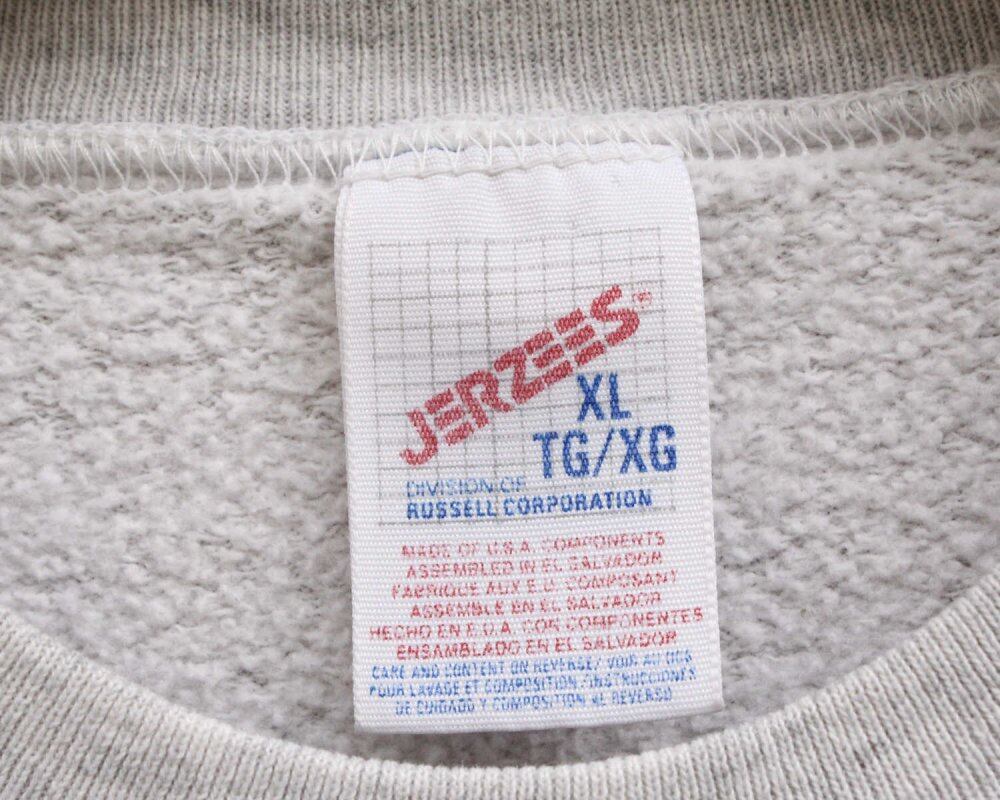 JERZEES®
XL
TG/XG
DIVISION OF
RUSSELL CORPORATION
MADE OF U.S.A. COMPONENTS
ASSEMBLED IN EL SALVADOR
FABRIQUE AUX E.U. COMPOSANT
ASSEMBLE EN EL SALVADOR
HECHO EN E.U.A. CON COMPONENTES
ENSAMBLADO EN EL SALVADOR
CARE AND CONTENT ON REVERSE/ VOIR AU DOS
POUR LAVAGE ET COMPOSITION /INSTRUCCIONES
DE CUIDADO Y COMPOSITION AL REVERSO